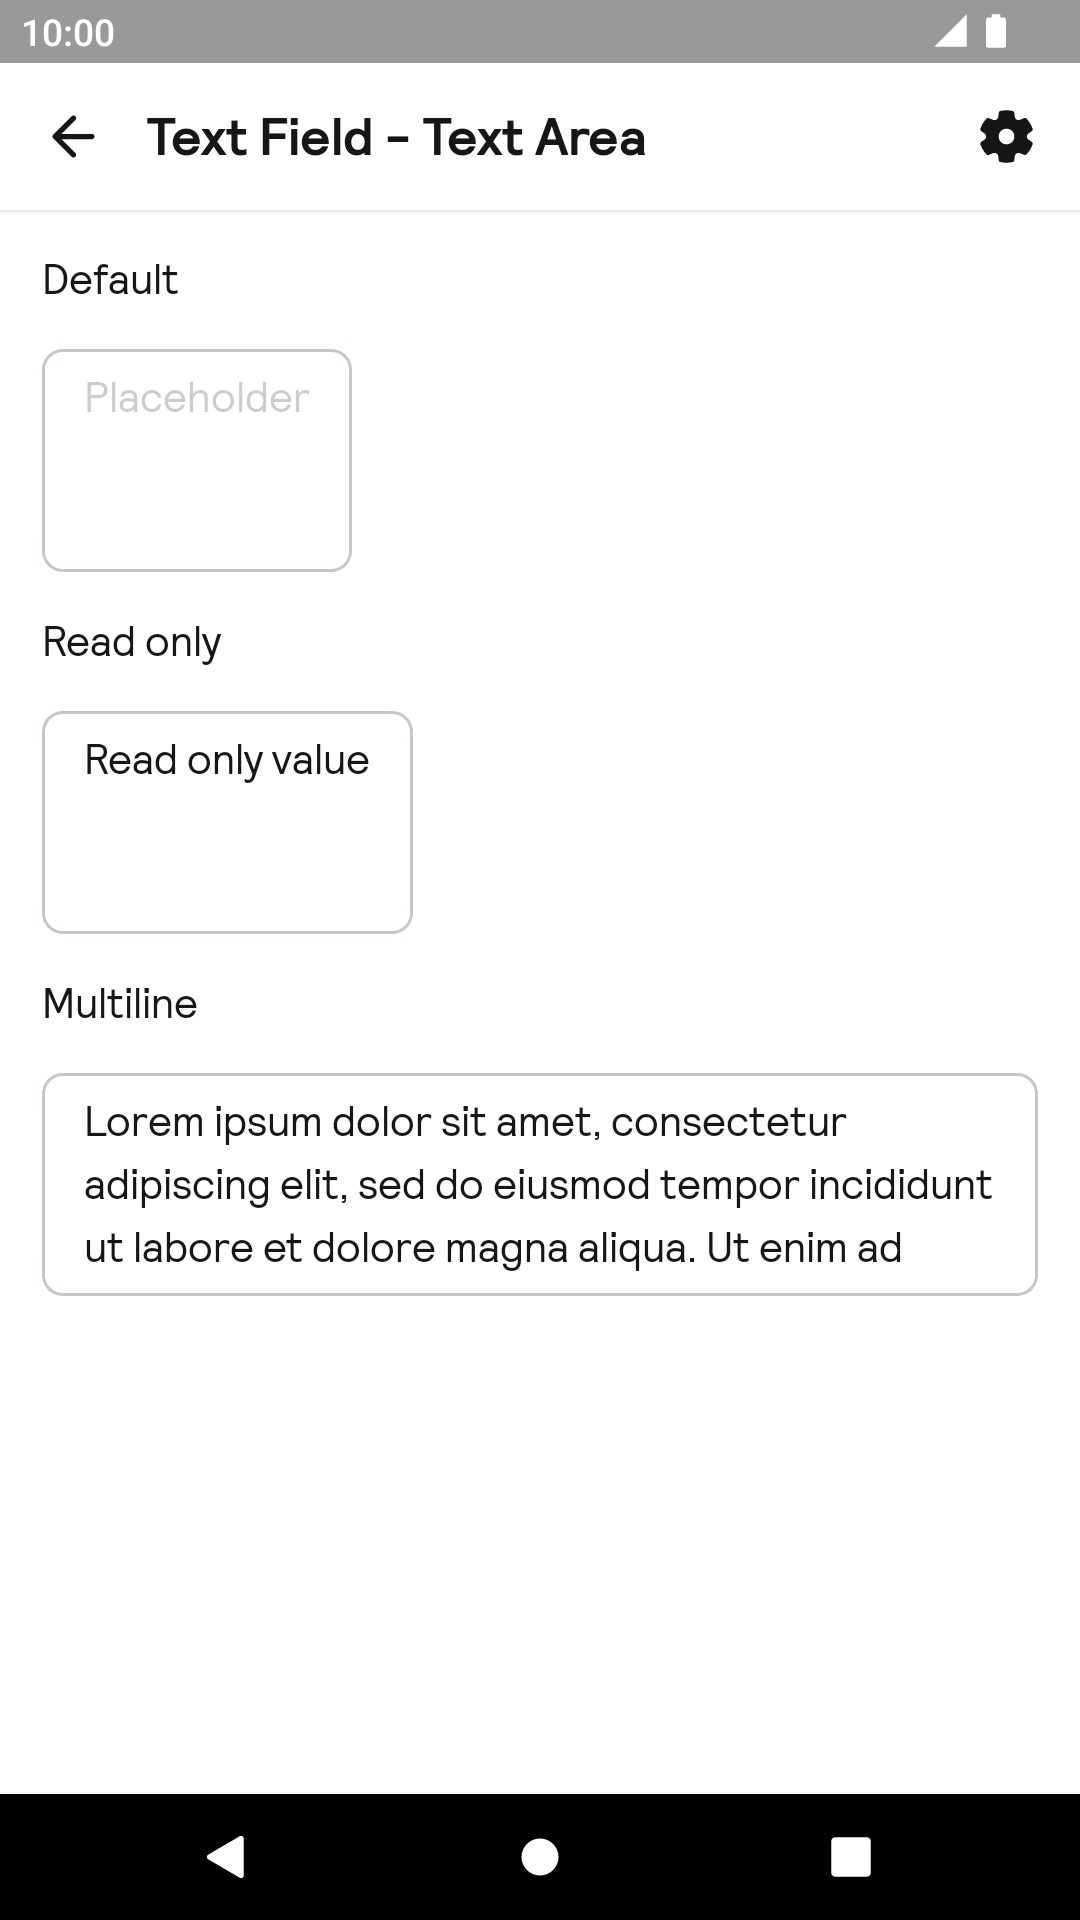 10:00
Text Field - Text Area
Default
Placeholder
Read only
Read only value
Multiline
Lorem ipsum dolor sit amet, consectetur
adipiscing elit, sed do eiusmod tempor incididunt
ut labore et dolore magna aliqua. Ut enim ad